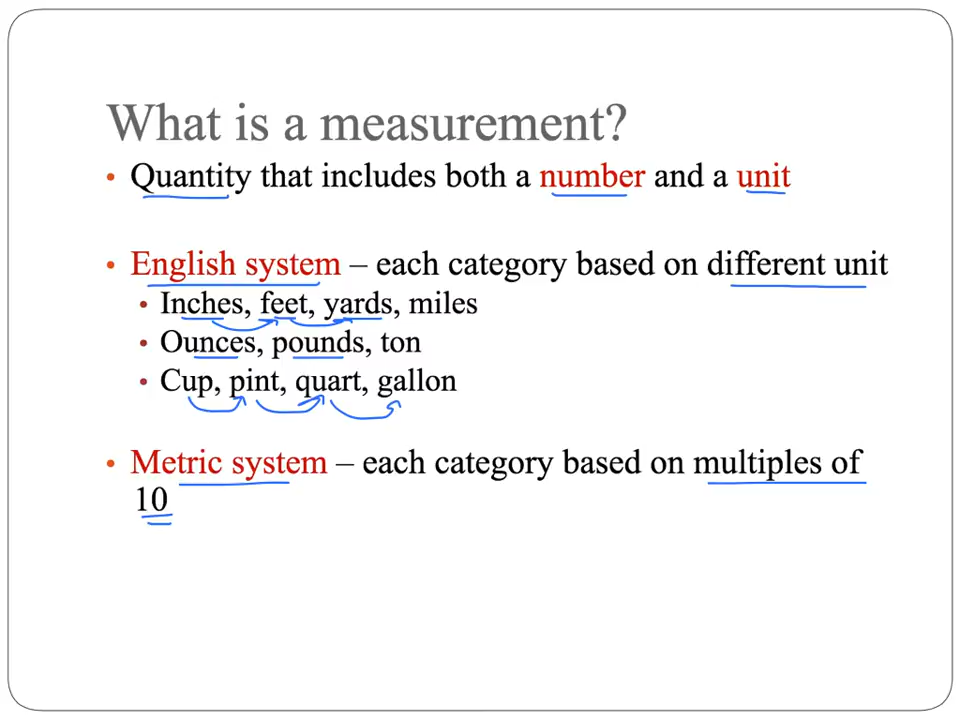 What is a measurement?
• Quantity that includes both a number and a unit
• English system – each category based on different unit
• Inches, feet, yards, miles
• Ounces, pounds, ton
• Cup, pint, quart, gallon
• Metric system – each category based on multiples of
10